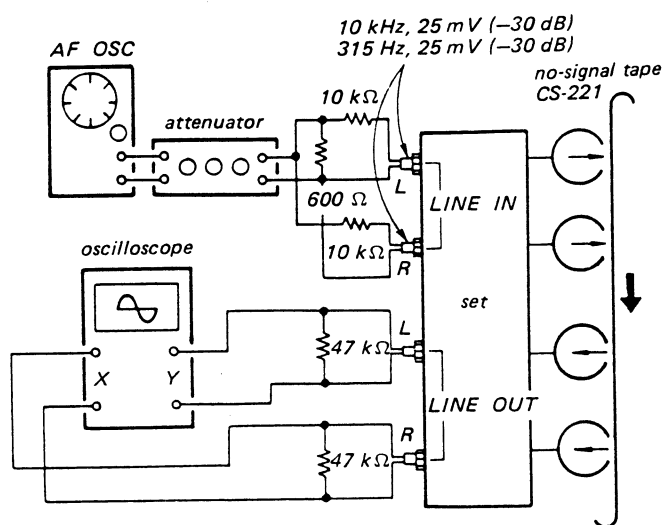 10 kHz, 25 mV (−30 dB)
315 Hz, 25 mV (−30 dB)
AF OSC
no-signal tape
CS-221
10 kΩ
attenuator
L
600 Ω
LINE IN
10 kΩ
R
oscilloscope
set
L
47 kΩ
X
Y
LINE OUT
R
47 kΩ